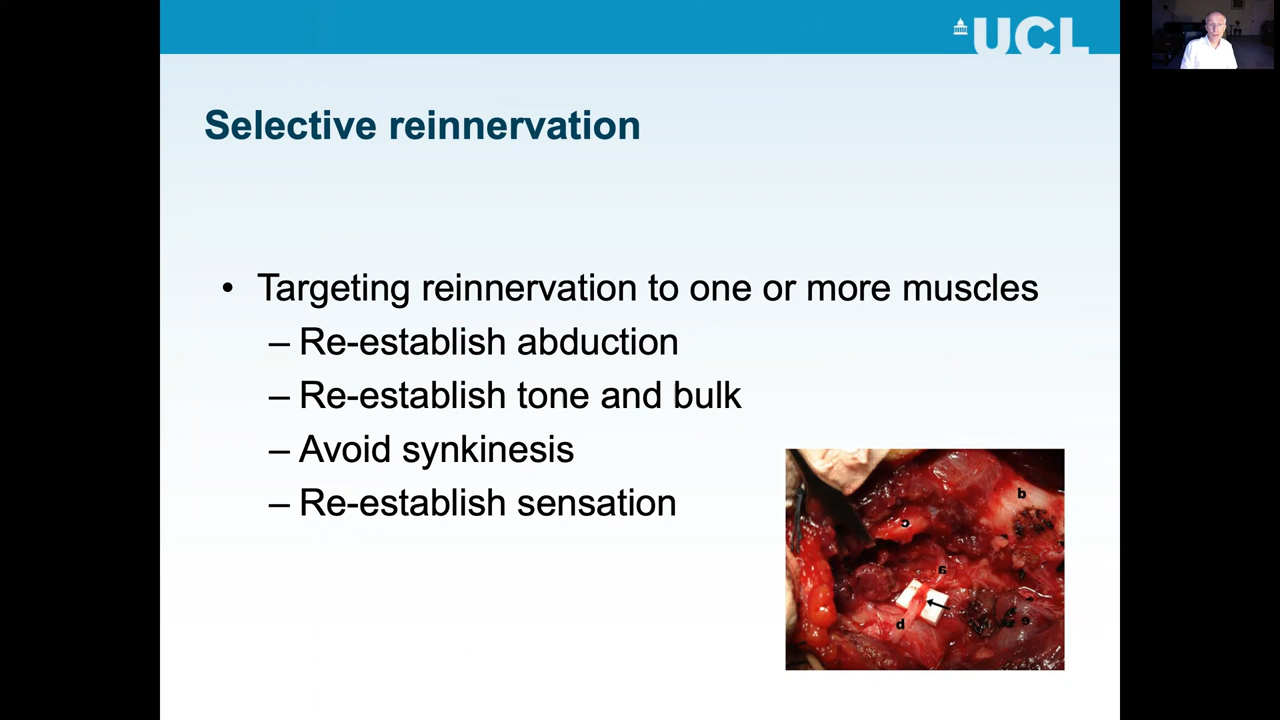 UCL
Selective reinnervation
• Targeting reinnervation to one or more muscles
– Re-establish abduction
– Re-establish tone and bulk
– Avoid synkinesis
– Re-establish sensation
b
c
a
d
e